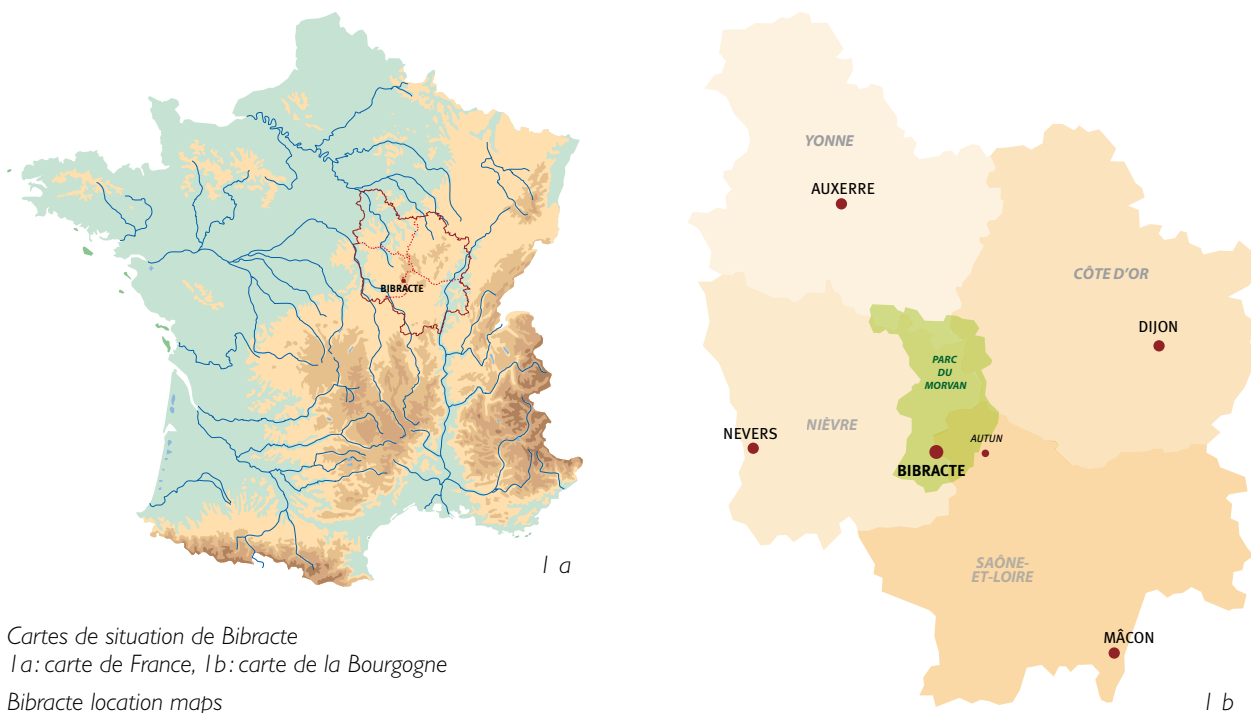 BIBRACTE
1 a
Cartes de situation de Bibracte
1a : carte de France, 1b : carte de la Bourgogne
Bibracte location maps
YONNE
AUXERRE
CÔTE D'OR
DIJON
PARC
DU
MORVAN
NEVERS
NIÈVRE
AUTUN
BIBRACTE
SAÔNE-
ET-LOIRE
MÂCON
1 b